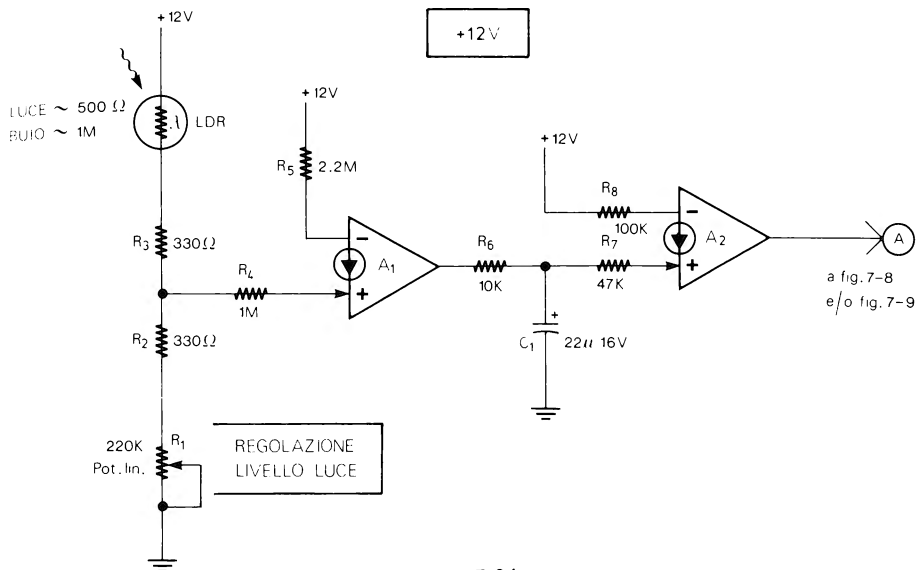 +12V
+12V
LUCE ~ 500 Ω
BUIO ~ 1M
LDR
+12V
R5
2.2M
+12V
R8
100K
R3
330Ω
R4
1M
−
A1
+
R6
10K
R7
47K
−
A2
+
A
a fig. 7-8
e/o fig. 7-9
R2
330Ω
+
C1
22u 16V
220K
Pot. lin.
R1
REGOLAZIONE
LIVELLO LUCE